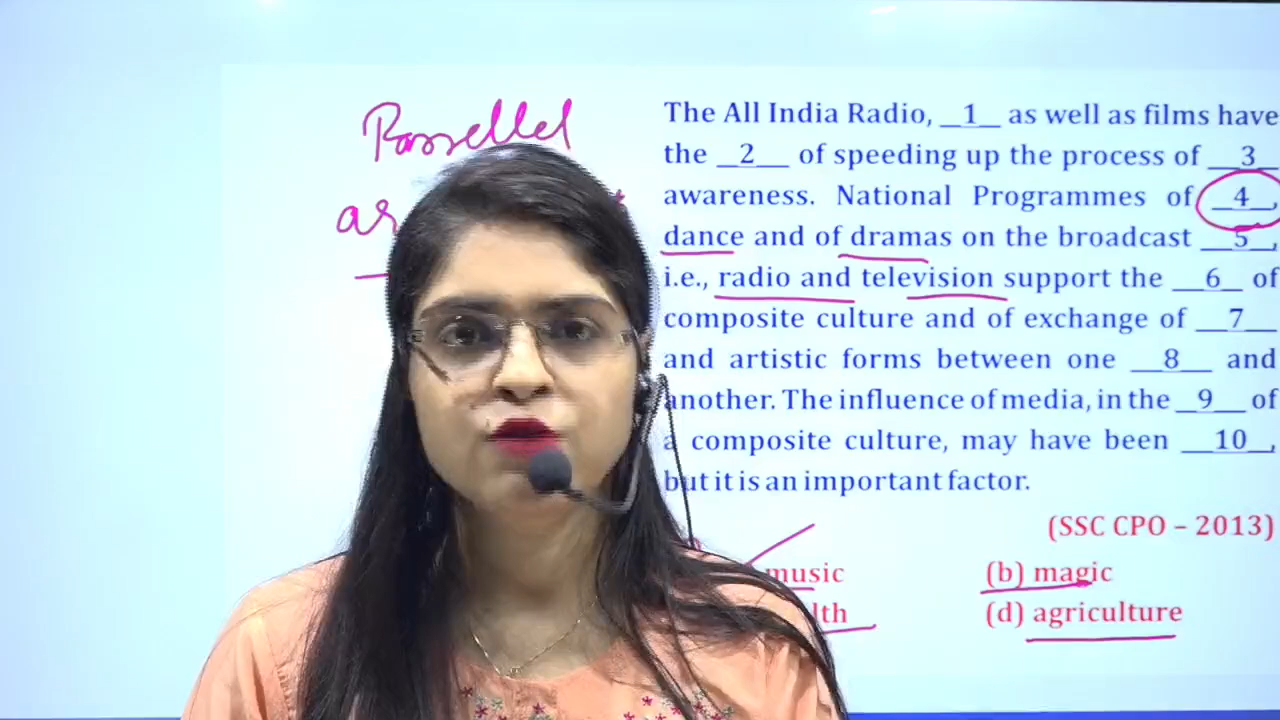 Parellel
as
The All India Radio, __1__ as well as films have
the __2__ of speeding up the process of __3__
awareness. National Programmes of __4__,
dance and of dramas on the broadcast __5__,
i.e., radio and television support the __6__ of
composite culture and of exchange of __7__
and artistic forms between one __8__ and
another. The influence of media, in the __9__ of
a composite culture, may have been __10__,
but it is an important factor.
(SSC CPO – 2013)
music (b) magic
lth (d) agriculture